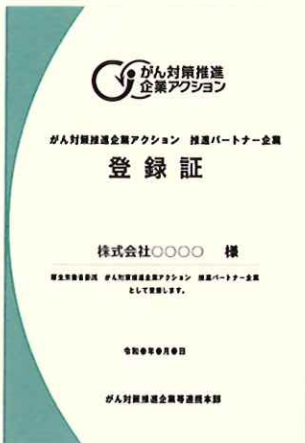 がん対策推進
企業アクション
がん対策推進企業アクション 推進パートナー企業
登録証
株式会社○○○○ 様
厚生労働省委託 がん対策推進企業アクション 推進パートナー企業
として登録します。
令和●年●月●日
がん対策推進企業等連携本部